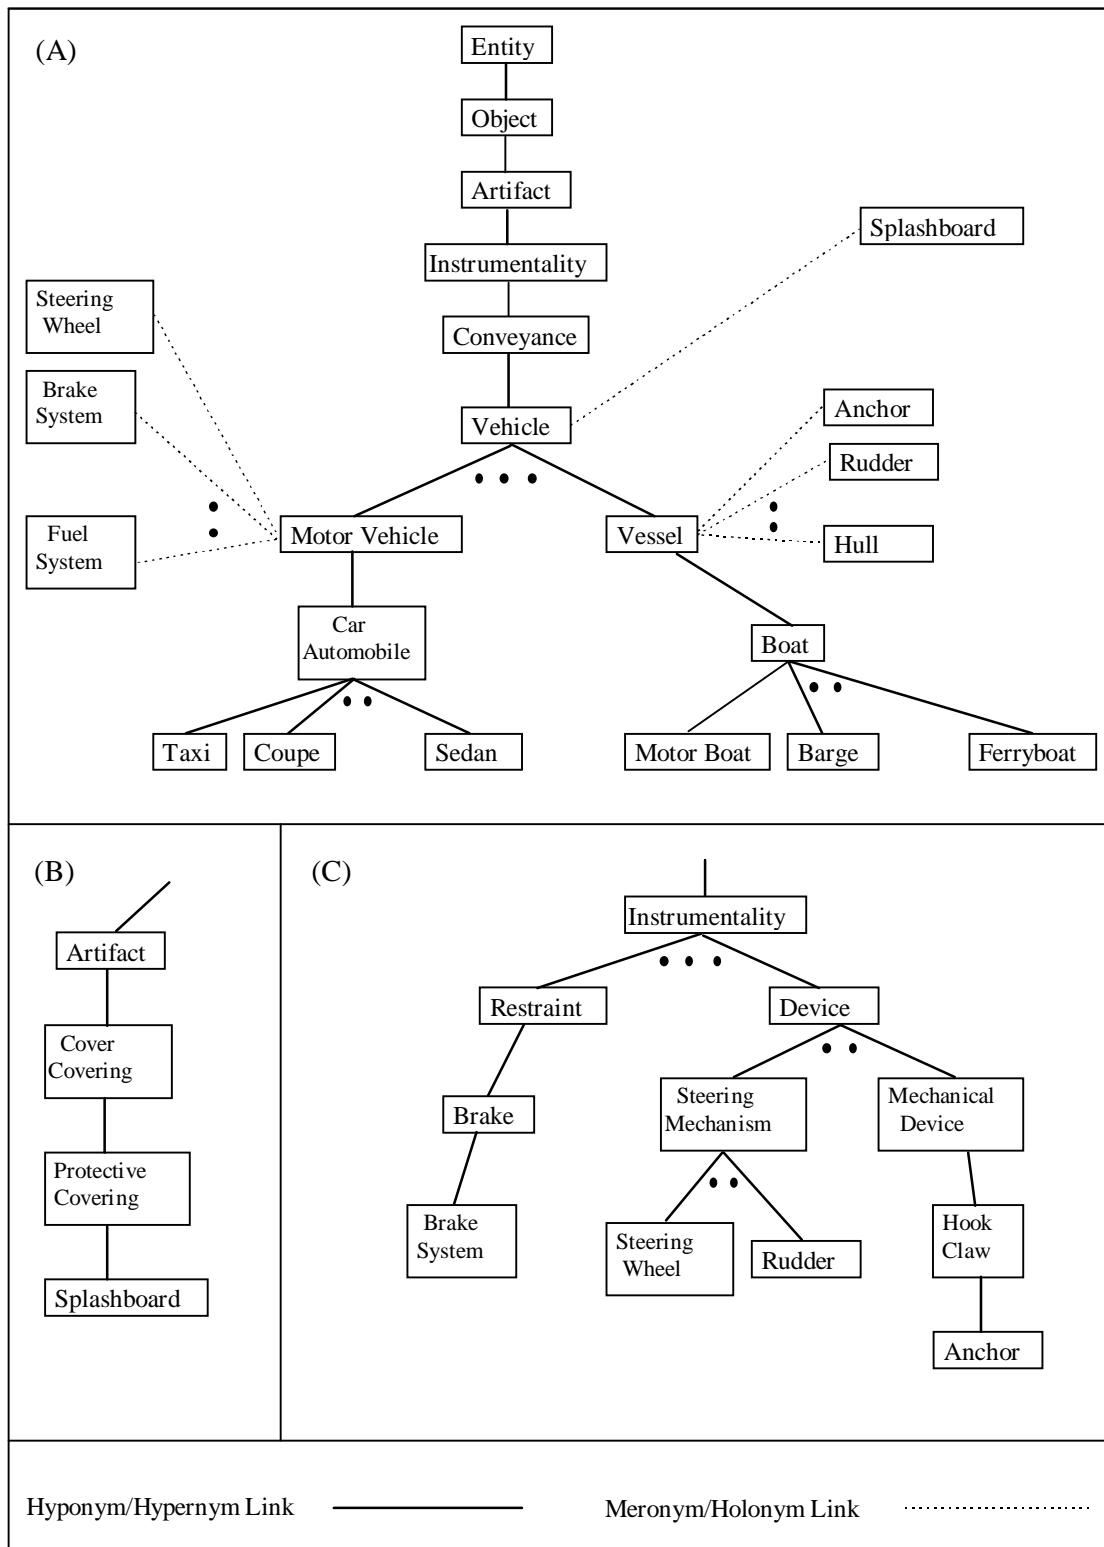 (A)
Entity
Object
Artifact
Splashboard
Instrumentality
Steering
Wheel
Conveyance
Brake
System
Vehicle
Anchor
Rudder
Fuel
System
Motor Vehicle
Vessel
Hull
Car
Automobile
Boat
Taxi
Coupe
Sedan
Motor Boat
Barge
Ferryboat
(B)
Artifact
Cover
Covering
Protective
Covering
Splashboard
(C)
Instrumentality
Restraint
Device
Brake
Steering
Mechanism
Mechanical
Device
Brake
System
Steering
Wheel
Rudder
Hook
Claw
Anchor
Hyponym/Hypernym Link
Meronym/Holonym Link